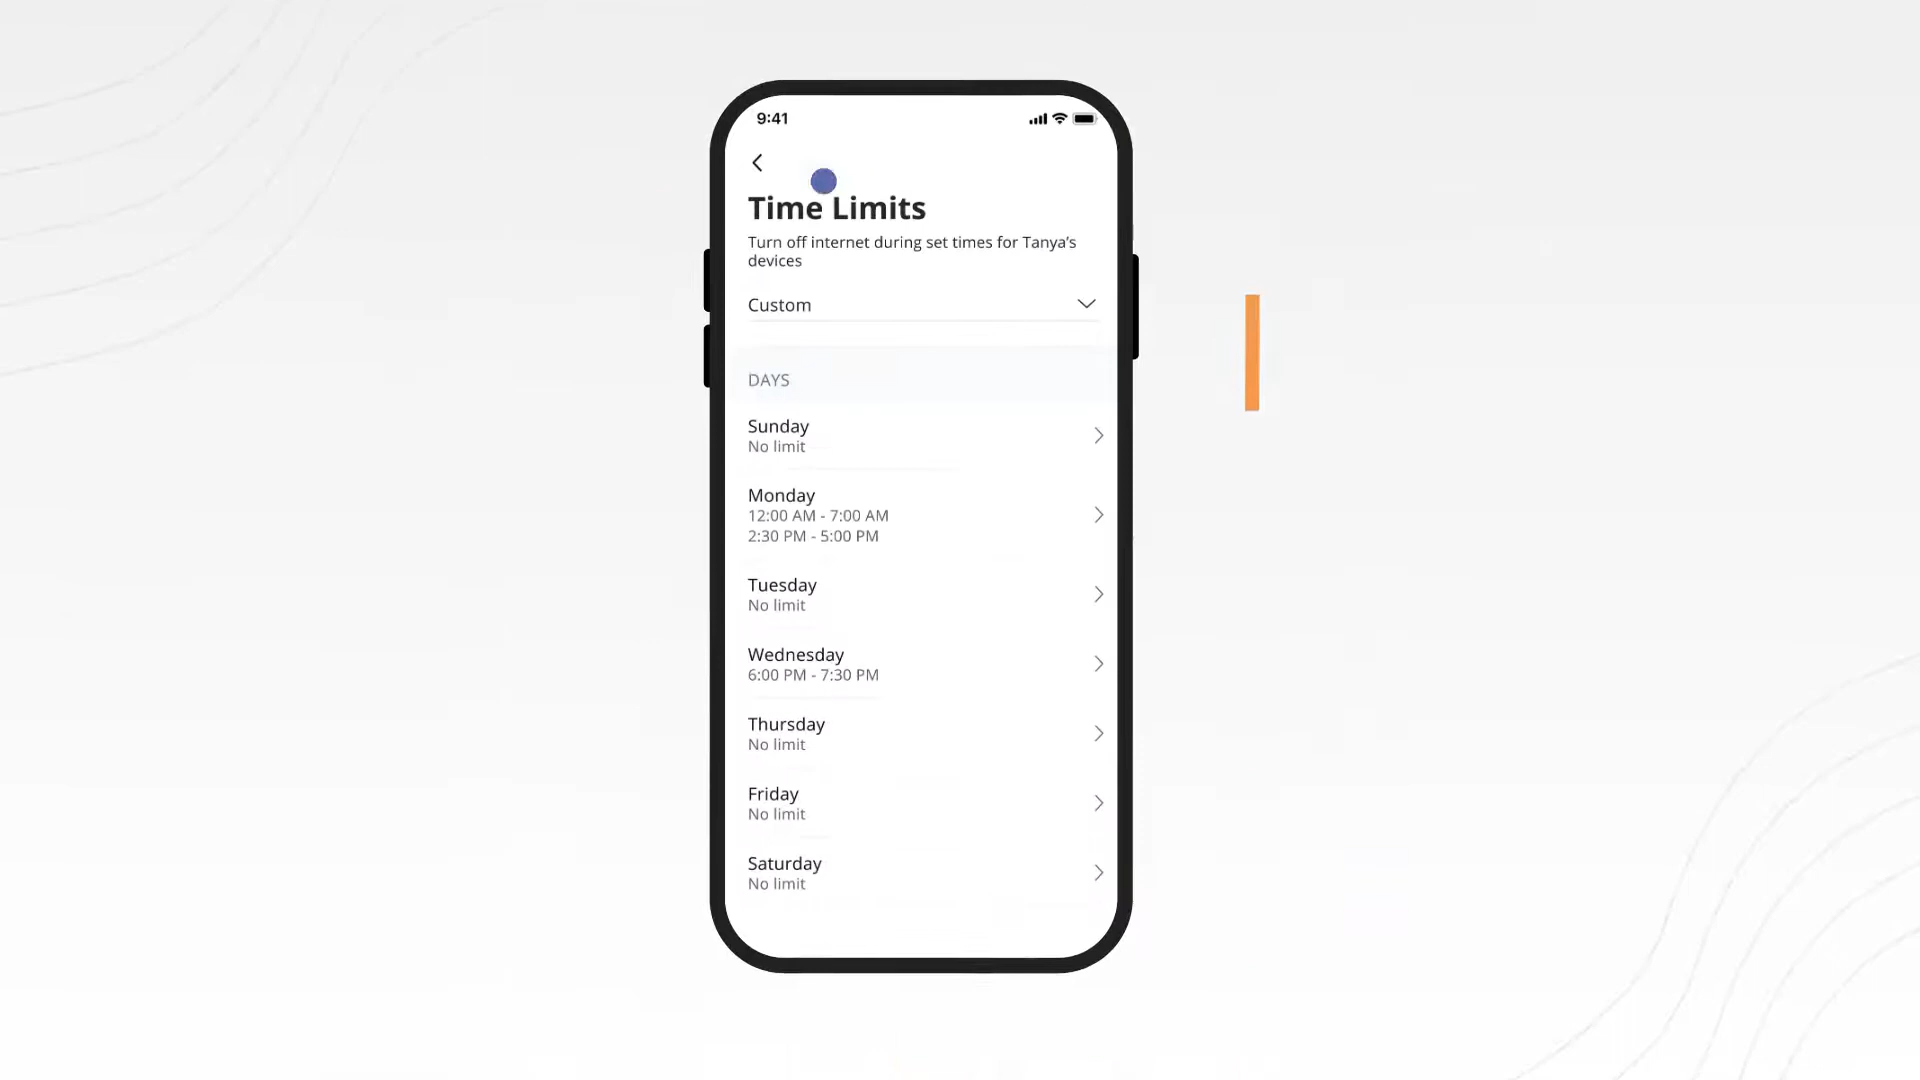 9:41
Time Limits
Turn off internet during set times for Tanya's
devices
Custom
DAYS
Sunday
No limit
Monday
12:00 AM - 7:00 AM
2:30 PM - 5:00 PM
Tuesday
No limit
Wednesday
6:00 PM - 7:30 PM
Thursday
No limit
Friday
No limit
Saturday
No limit